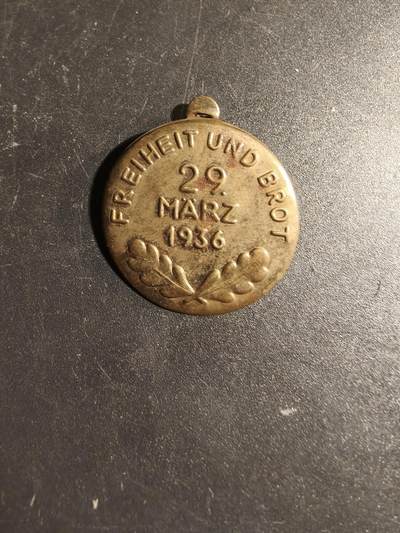 FREIHEIT UND BROT
29.
MÄRZ
1936